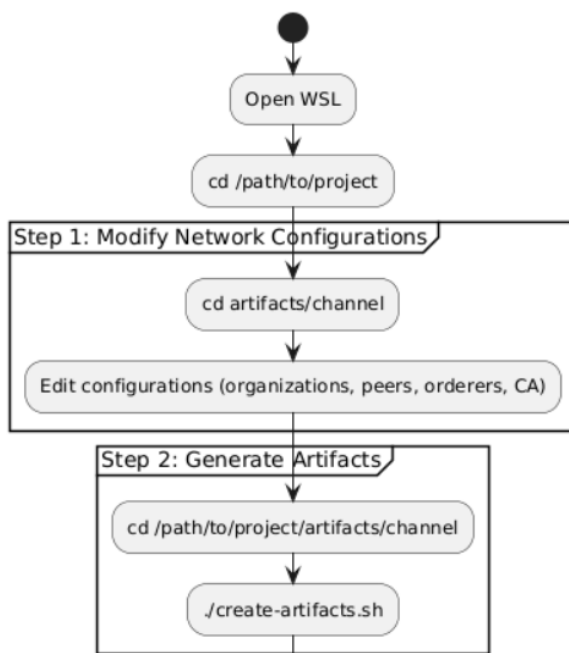 Open WSL
cd /path/to/project
Step 1: Modify Network Configurations
cd artifacts/channel
Edit configurations (organizations, peers, orderers, CA)
Step 2: Generate Artifacts
cd /path/to/project/artifacts/channel
./create-artifacts.sh